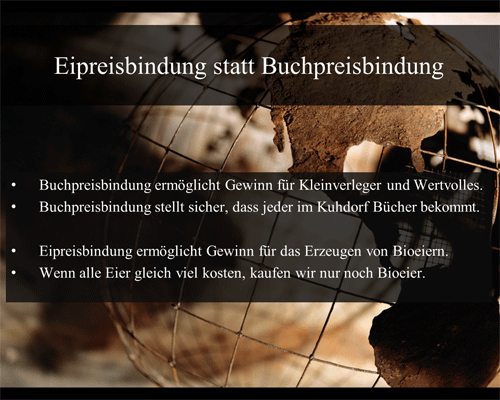 Eipreisbindung statt Buchpreisbindung
• Buchpreisbindung ermöglicht Gewinn für Kleinverleger und Wertvolles.
• Buchpreisbindung stellt sicher, dass jeder im Kuhdorf Bücher bekommt.
• Eipreisbindung ermöglicht Gewinn für das Erzeugen von Bioeiern.
• Wenn alle Eier gleich viel kosten, kaufen wir nur noch Bioeier.